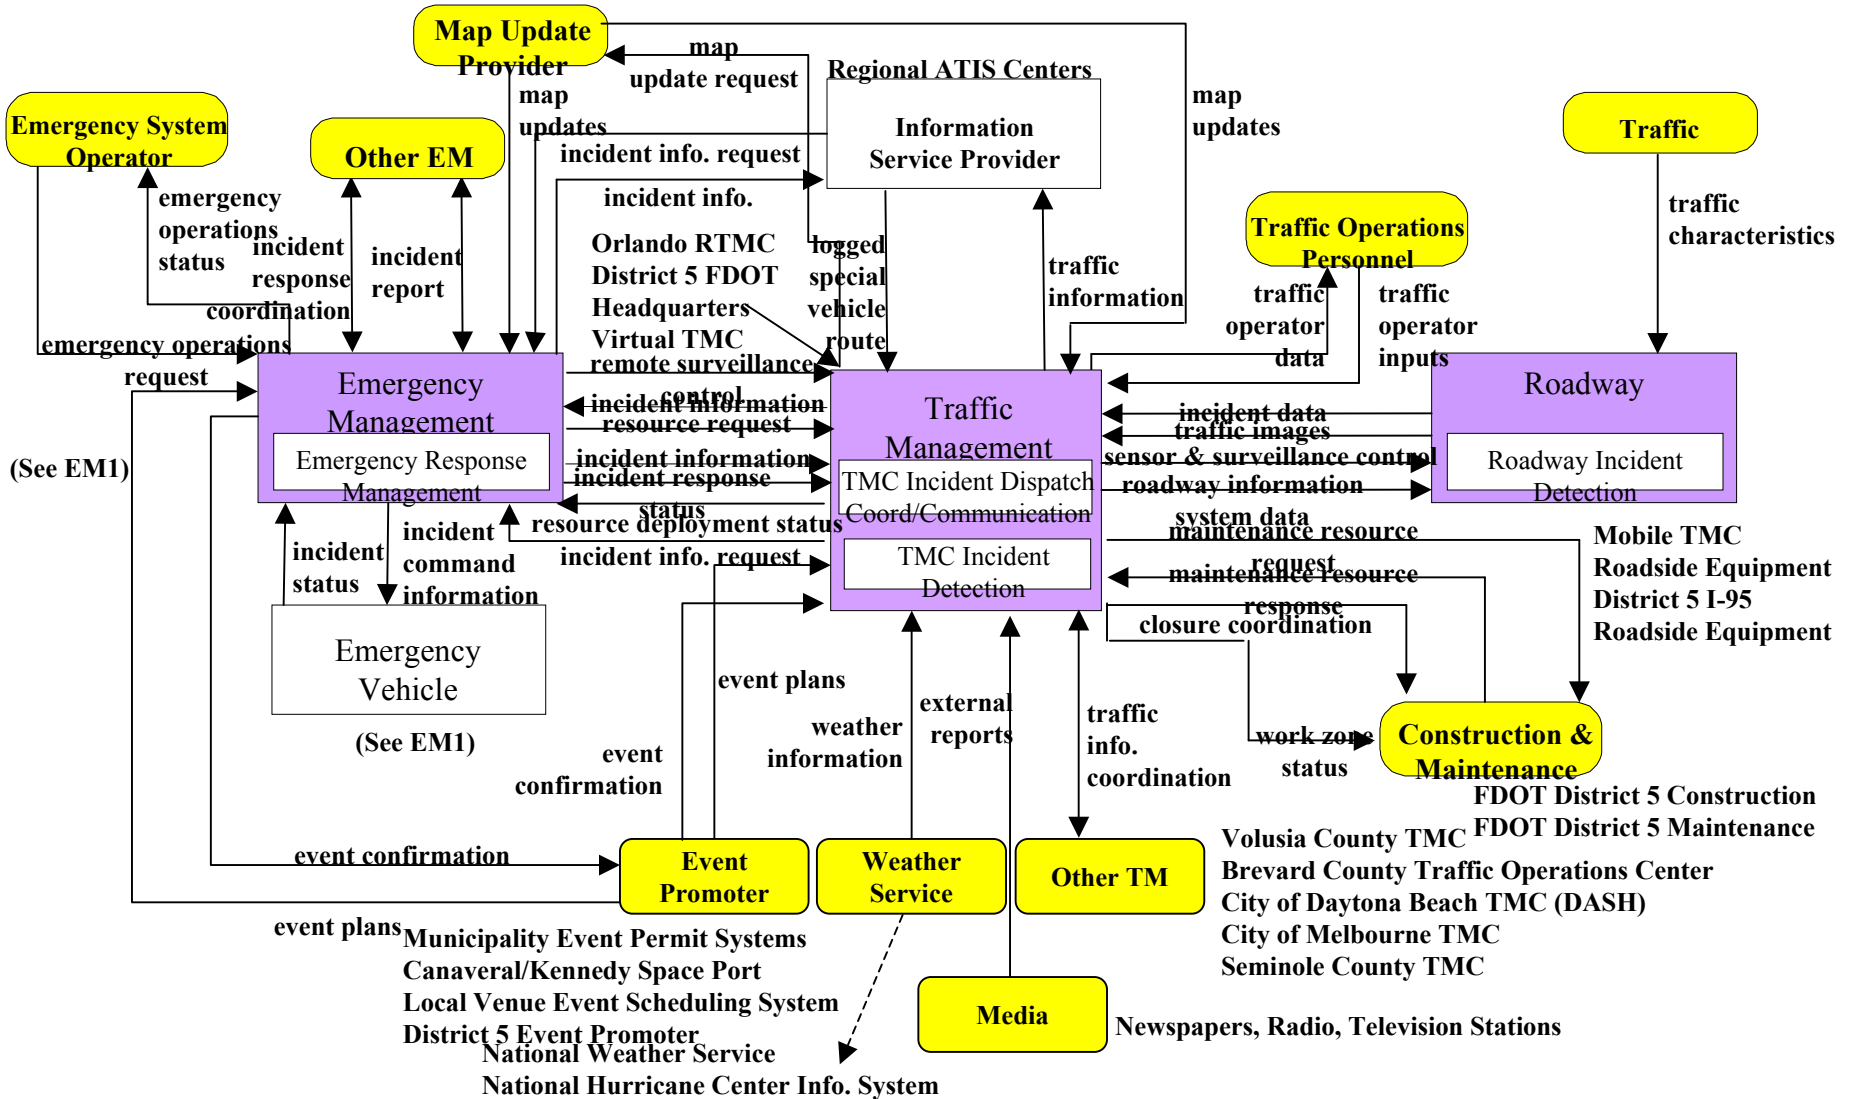 Map Update
Provider
map
update request
Regional ATIS Centers
map
updates
map
updates
Emergency System
Operator
Other EM
Information
Service Provider
Traffic
incident info. request
incident info.
emergency
operations
status
incident
response
coordination
incident
report
Orlando RTMC
District 5 FDOT
Headquarters
Virtual TMC
logged
special
vehicle
route
traffic
information
Traffic Operations
Personnel
traffic
characteristics
traffic
operator
data
traffic
operator
inputs
emergency operations
request
Emergency
Management
Emergency Response
Management
(See EM1)
remote surveillance
control
incident information
resource request
incident information
incident response
status
resource deployment status
incident info. request
Traffic
Management
TMC Incident Dispatch
Coord/Communication
TMC Incident
Detection
incident data
traffic images
sensor & surveillance control
roadway information
system data
Roadway
Roadway Incident
Detection
maintenance resource
request
maintenance resource
response
closure coordination
Mobile TMC
Roadside Equipment
District 5 I-95
Roadside Equipment
incident
status
incident
command
information
Emergency
Vehicle
(See EM1)
event plans
event
confirmation
weather
information
external
reports
traffic
info.
coordination
work zone
status
Construction &
Maintenance
FDOT District 5 Construction
FDOT District 5 Maintenance
event confirmation
Event
Promoter
Weather
Service
Other TM
Volusia County TMC
Brevard County Traffic Operations Center
City of Daytona Beach TMC (DASH)
City of Melbourne TMC
Seminole County TMC
event plans
Municipality Event Permit Systems
Canaveral/Kennedy Space Port
Local Venue Event Scheduling System
District 5 Event Promoter
National Weather Service
National Hurricane Center Info. System
Media
Newspapers, Radio, Television Stations